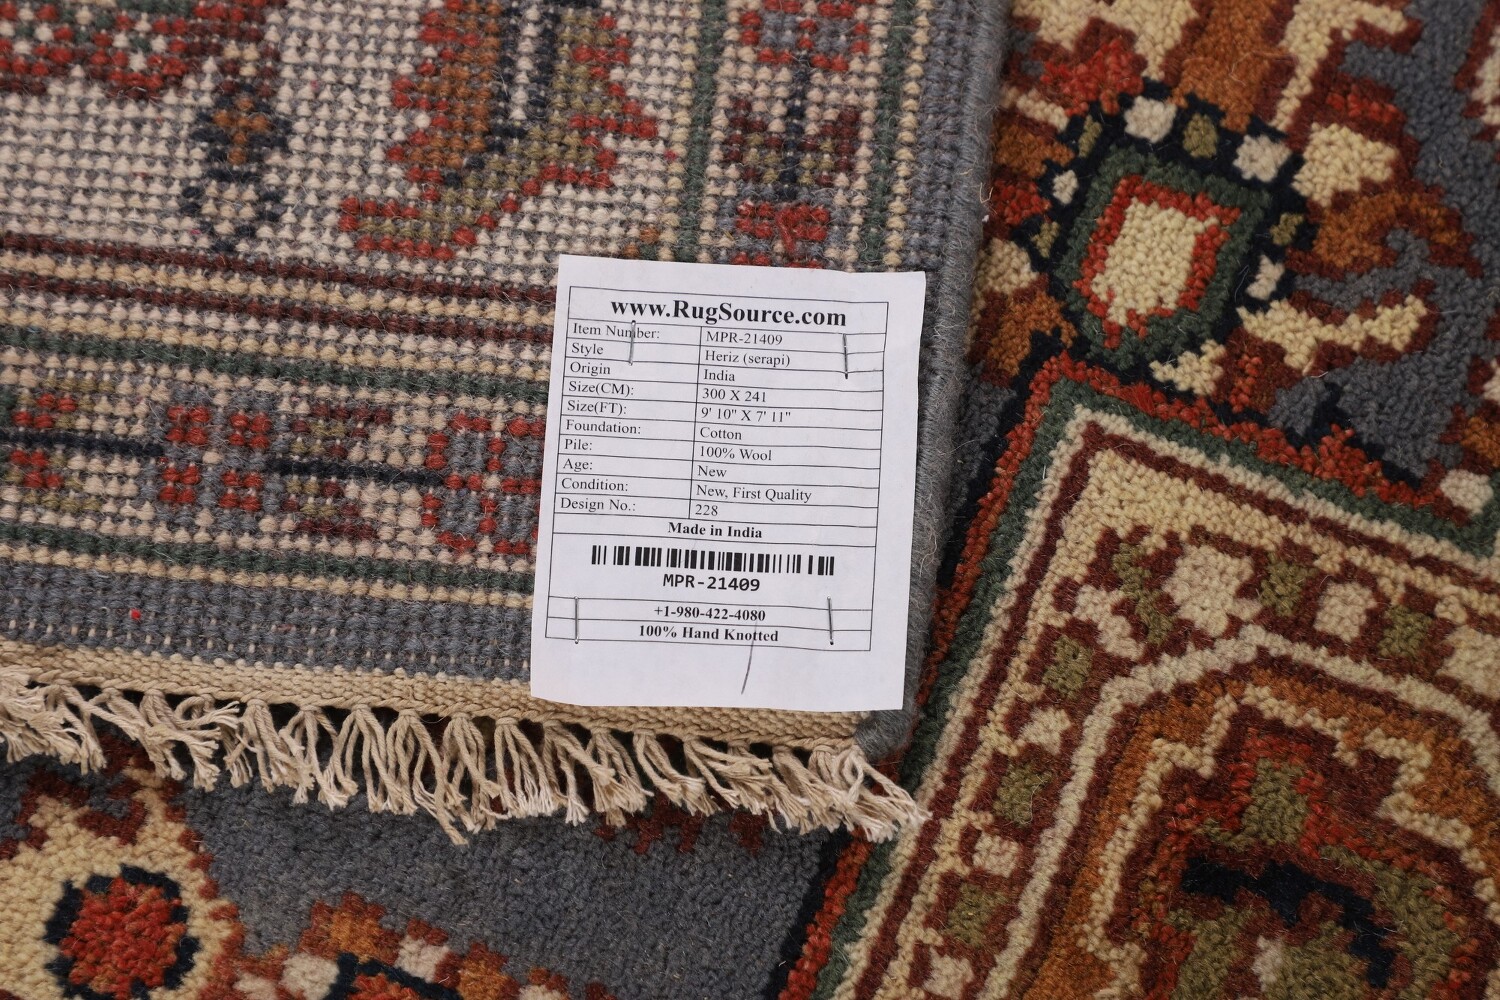 www.RugSource.com
Item Number: MPR-21409
Style Heriz (serapi)
Origin India
Size(CM): 300 X 241
Size(FT): 9' 10" X 7' 11"
Foundation: Cotton
Pile: 100% Wool
Age: New
Condition: New, First Quality
Design No.: 228
Made in India
MPR-21409
+1-980-422-4080
100% Hand Knotted